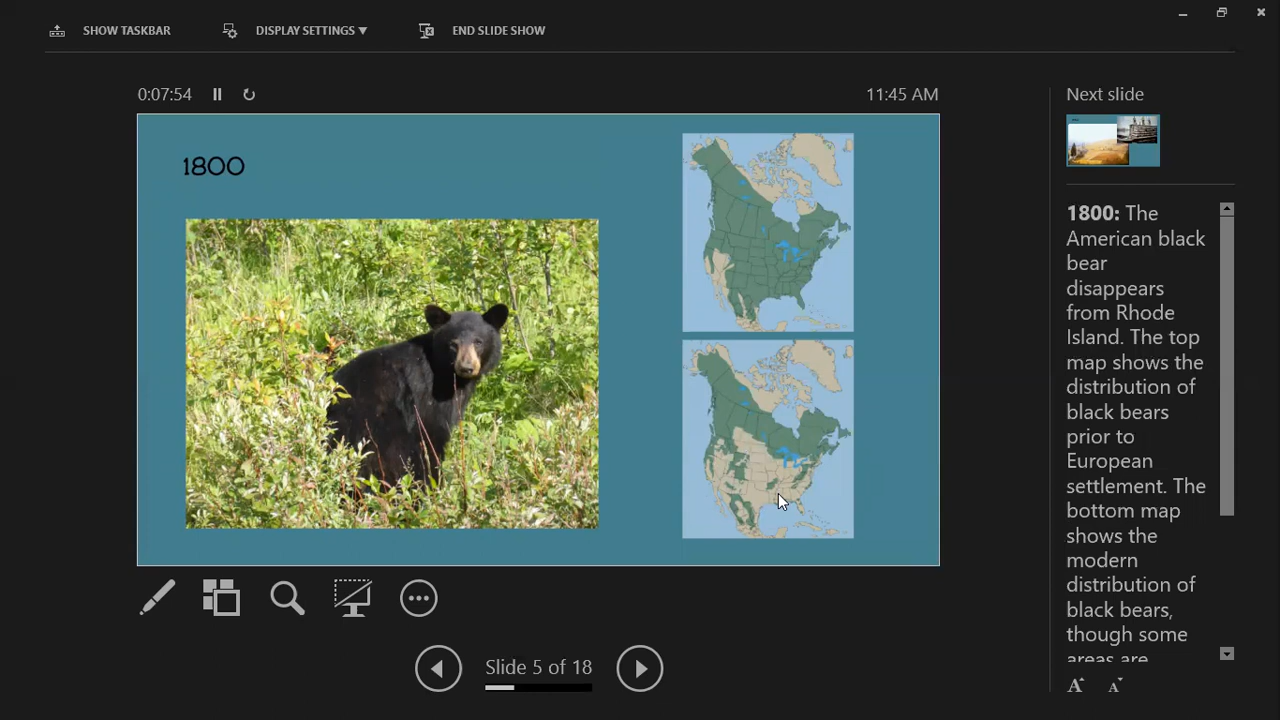 SHOW TASKBAR
DISPLAY SETTINGS ▼
END SLIDE SHOW
0:07:54
11:45 AM
Next slide
1800
1800: The
American black
bear
disappears
from Rhode
Island. The top
map shows the
distribution of
black bears
prior to
European
settlement. The
bottom map
shows the
modern
distribution of
black bears,
though some
areas are
Slide 5 of 18
A A